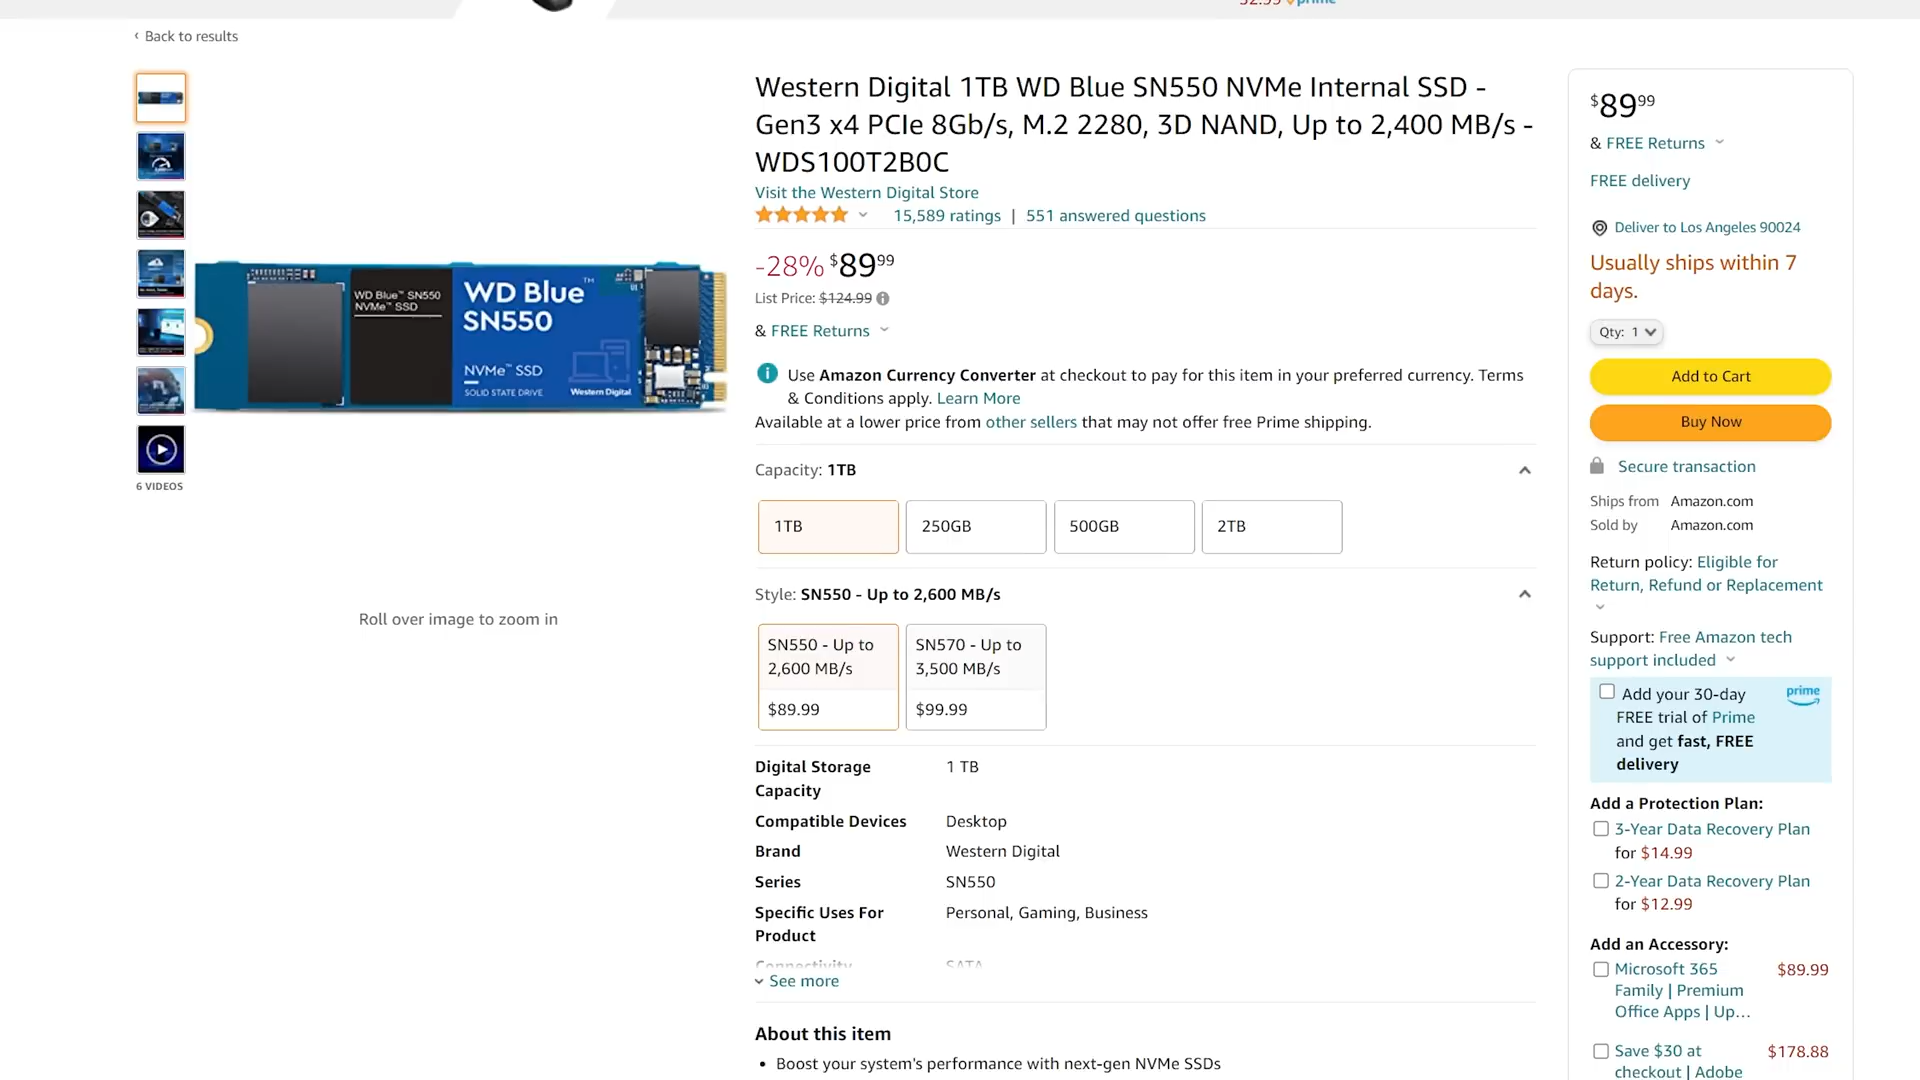 2.99 prime
‹ Back to results
Western Digital 1TB WD Blue SN550 NVMe Internal SSD -
Gen3 x4 PCIe 8Gb/s, M.2 2280, 3D NAND, Up to 2,400 MB/s -
WDS100T2B0C
Visit the Western Digital Store
15,589 ratings | 551 answered questions
-28% $89 99
List Price: $124.99
& FREE Returns
Use Amazon Currency Converter at checkout to pay for this item in your preferred currency. Terms
& Conditions apply. Learn More
Available at a lower price from other sellers that may not offer free Prime shipping.
WD Blue™ SN550
NVMe™ SSD
WD Blue™
SN550
NVMe™ SSD
SOLID STATE DRIVE
Western Digital
U1
6 VIDEOS
Roll over image to zoom in
Capacity: 1TB
1TB
250GB
500GB
2TB
Style: SN550 - Up to 2,600 MB/s
SN550 - Up to
2,600 MB/s
$89.99
SN570 - Up to
3,500 MB/s
$99.99
Digital Storage
Capacity
1 TB
Compatible Devices
Desktop
Brand
Western Digital
Series
SN550
Specific Uses For
Product
Personal, Gaming, Business
Connectivity
SATA
See more
About this item
• Boost your system's performance with next-gen NVMe SSDs
$89 99
& FREE Returns
FREE delivery
Deliver to Los Angeles 90024
Usually ships within 7
days.
Qty: 1
Add to Cart
Buy Now
Secure transaction
Ships from Amazon.com
Sold by Amazon.com
Return policy: Eligible for
Return, Refund or Replacement
Support: Free Amazon tech
support included
Add your 30-day
FREE trial of Prime
and get fast, FREE
delivery
prime
Add a Protection Plan:
3-Year Data Recovery Plan
for $14.99
2-Year Data Recovery Plan
for $12.99
Add an Accessory:
Microsoft 365
Family | Premium
Office Apps | Up…
$89.99
Save $30 at
checkout | Adobe
$178.88